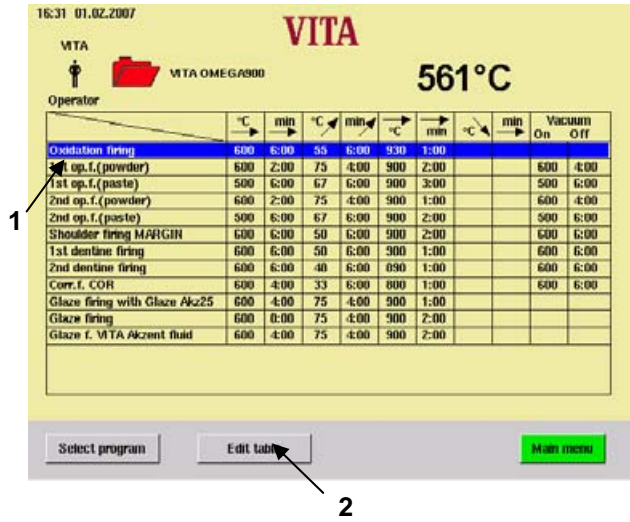 16:31 01.02.2007
VITA
VITA
VITA OMEGA900
561°C
Operator
°C min °C min °C min °C min Vacuum
On Off
Oxidation firing 600 6:00 55 6:00 930 1:00
1st op.f.(powder) 600 2:00 75 4:00 900 2:00 600 4:00
1st op.f.(paste) 500 6:00 67 6:00 900 3:00 500 6:00
2nd op.f.(powder) 600 2:00 75 4:00 900 1:00 600 4:00
2nd op.f.(paste) 500 6:00 67 6:00 900 2:00 500 6:00
Shoulder firing MARGIN 600 6:00 50 6:00 900 2:00 600 6:00
1st dentine firing 600 6:00 50 6:00 900 1:00 600 6:00
2nd dentine firing 600 6:00 48 6:00 890 1:00 600 6:00
Corr.f. COR 600 4:00 33 6:00 800 1:00 600 6:00
Glaze firing with Glaze Akz25 600 4:00 75 4:00 900 1:00
Glaze firing 600 0:00 75 4:00 900 2:00
Glaze f. VITA Akzent fluid 600 4:00 75 4:00 900 2:00
1
Select program Edit table Main menu
2